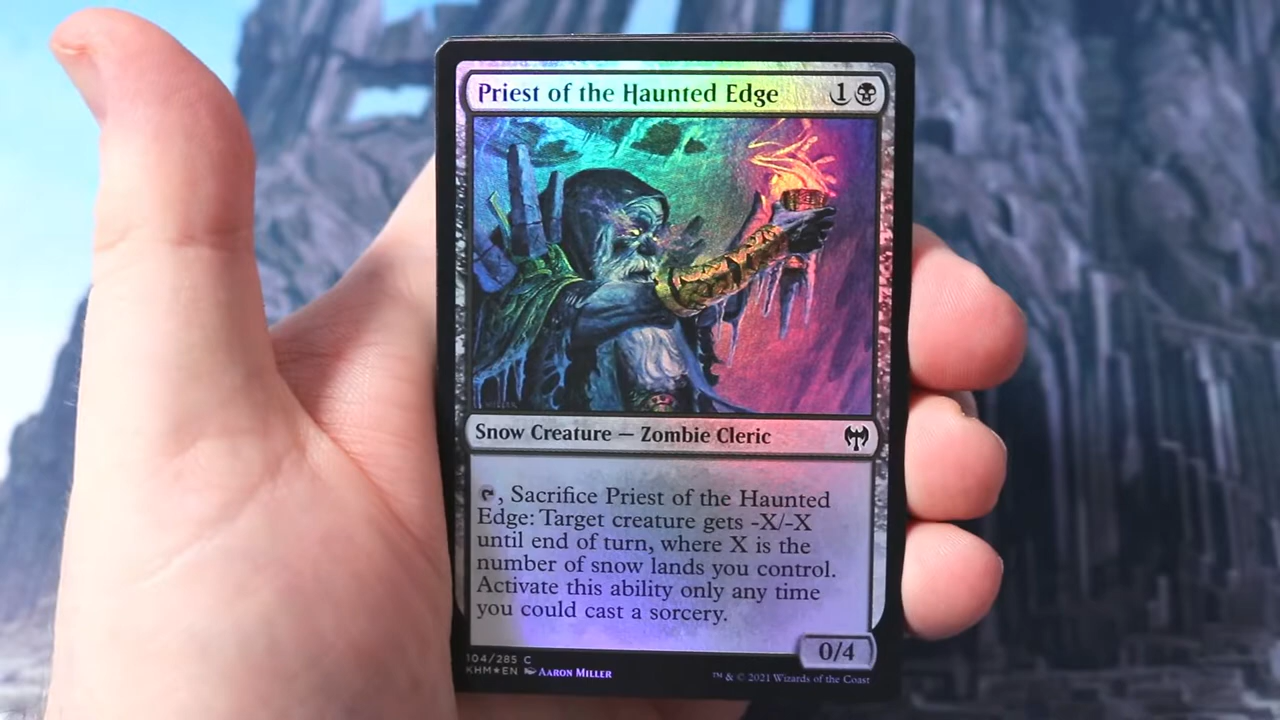 Priest of the Haunted Edge 1
Snow Creature — Zombie Cleric
, Sacrifice Priest of the Haunted
Edge: Target creature gets -X/-X
until end of turn, where X is the
number of snow lands you control.
Activate this ability only any time
you could cast a sorcery.
0/4
104/285 C
KHM★EN Aaron Miller
™ & © 2021 Wizards of the Coast